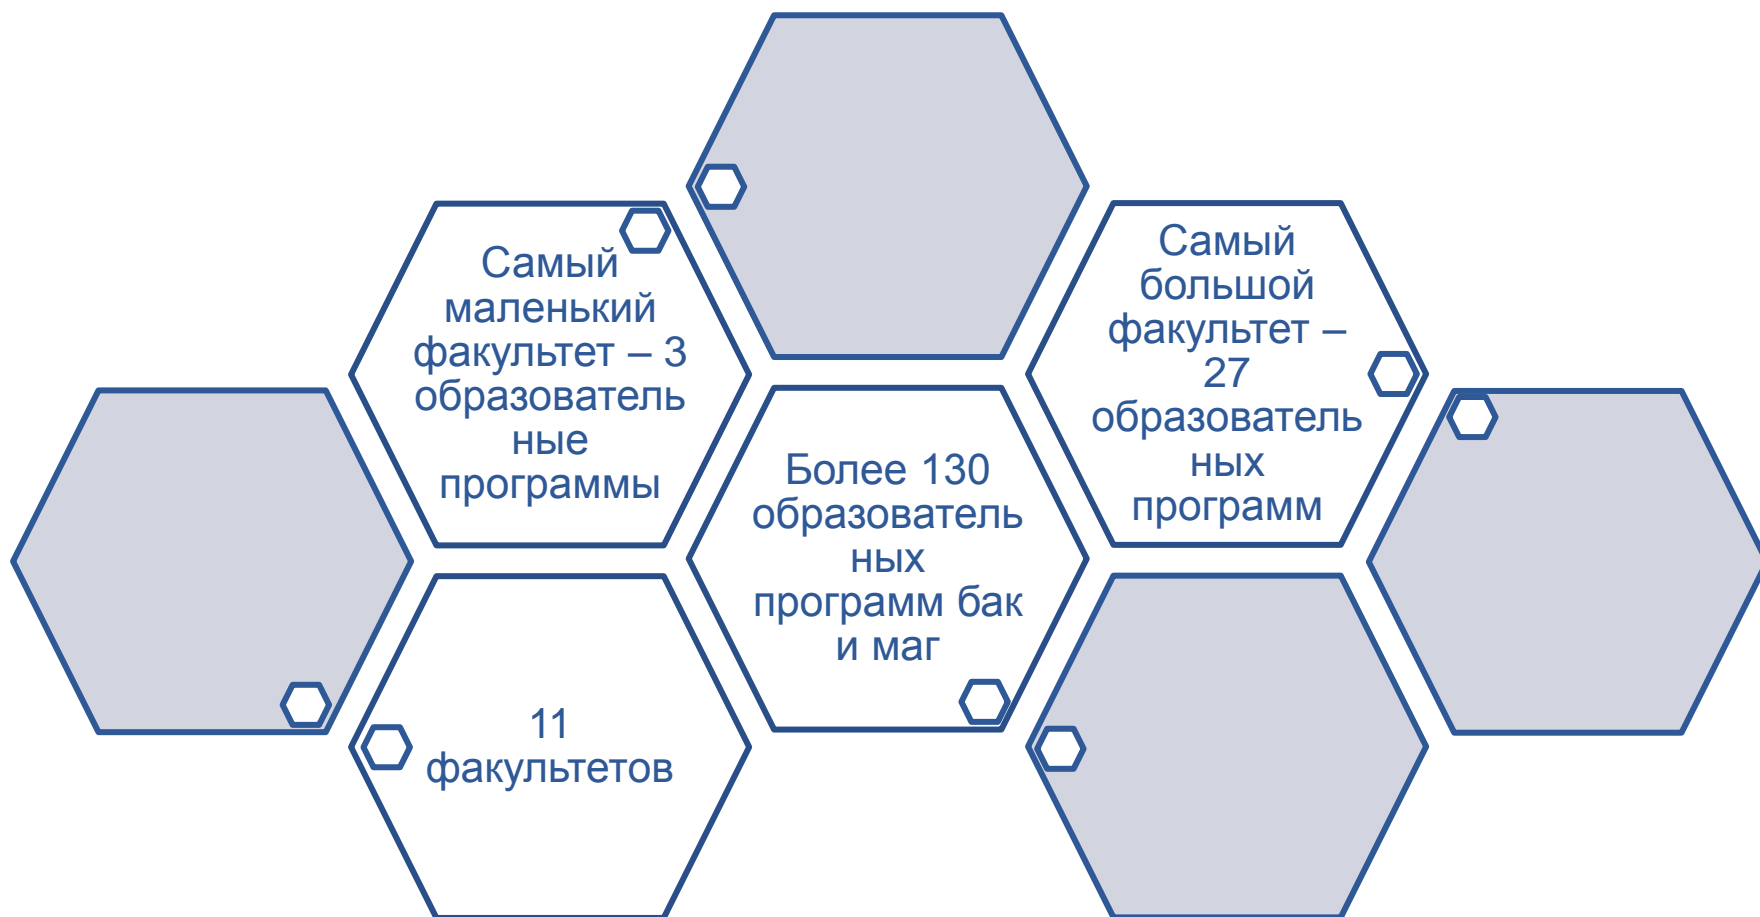 Самый
маленький
факультет – 3
образователь
ные
программы
Самый
большой
факультет –
27
образователь
ных
программ
Более 130
образователь
ных
программ бак
и маг
11
факультетов